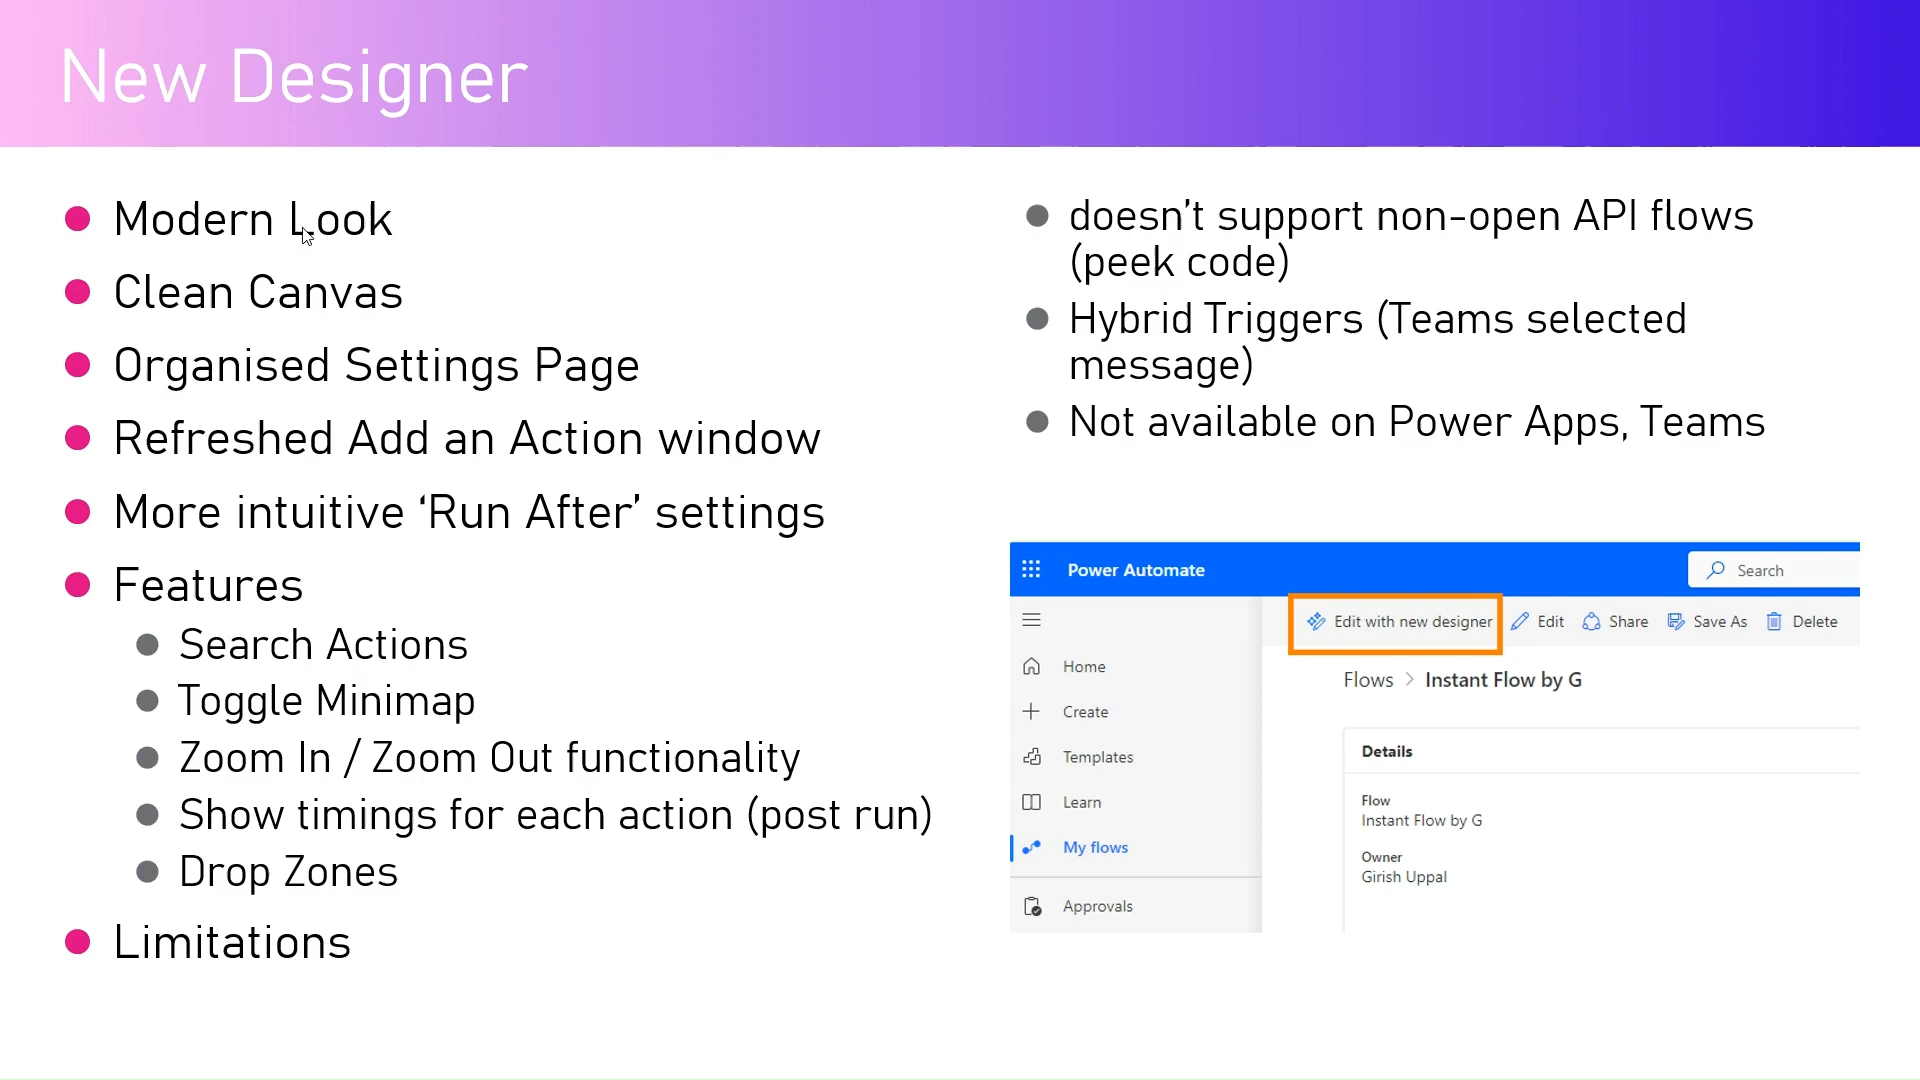 New Designer
Modern Look
Clean Canvas
Organised Settings Page
Refreshed Add an Action window
More intuitive ‘Run After’ settings
Features
Search Actions
Toggle Minimap
Zoom In / Zoom Out functionality
Show timings for each action (post run)
Drop Zones
Limitations
doesn’t support non-open API flows
(peek code)
Hybrid Triggers (Teams selected
message)
Not available on Power Apps, Teams
Power Automate
Search
Edit with new designer
Edit
Share
Save As
Delete
Home
Create
Templates
Learn
My flows
Approvals
Flows > Instant Flow by G
Details
Flow
Instant Flow by G
Owner
Girish Uppal